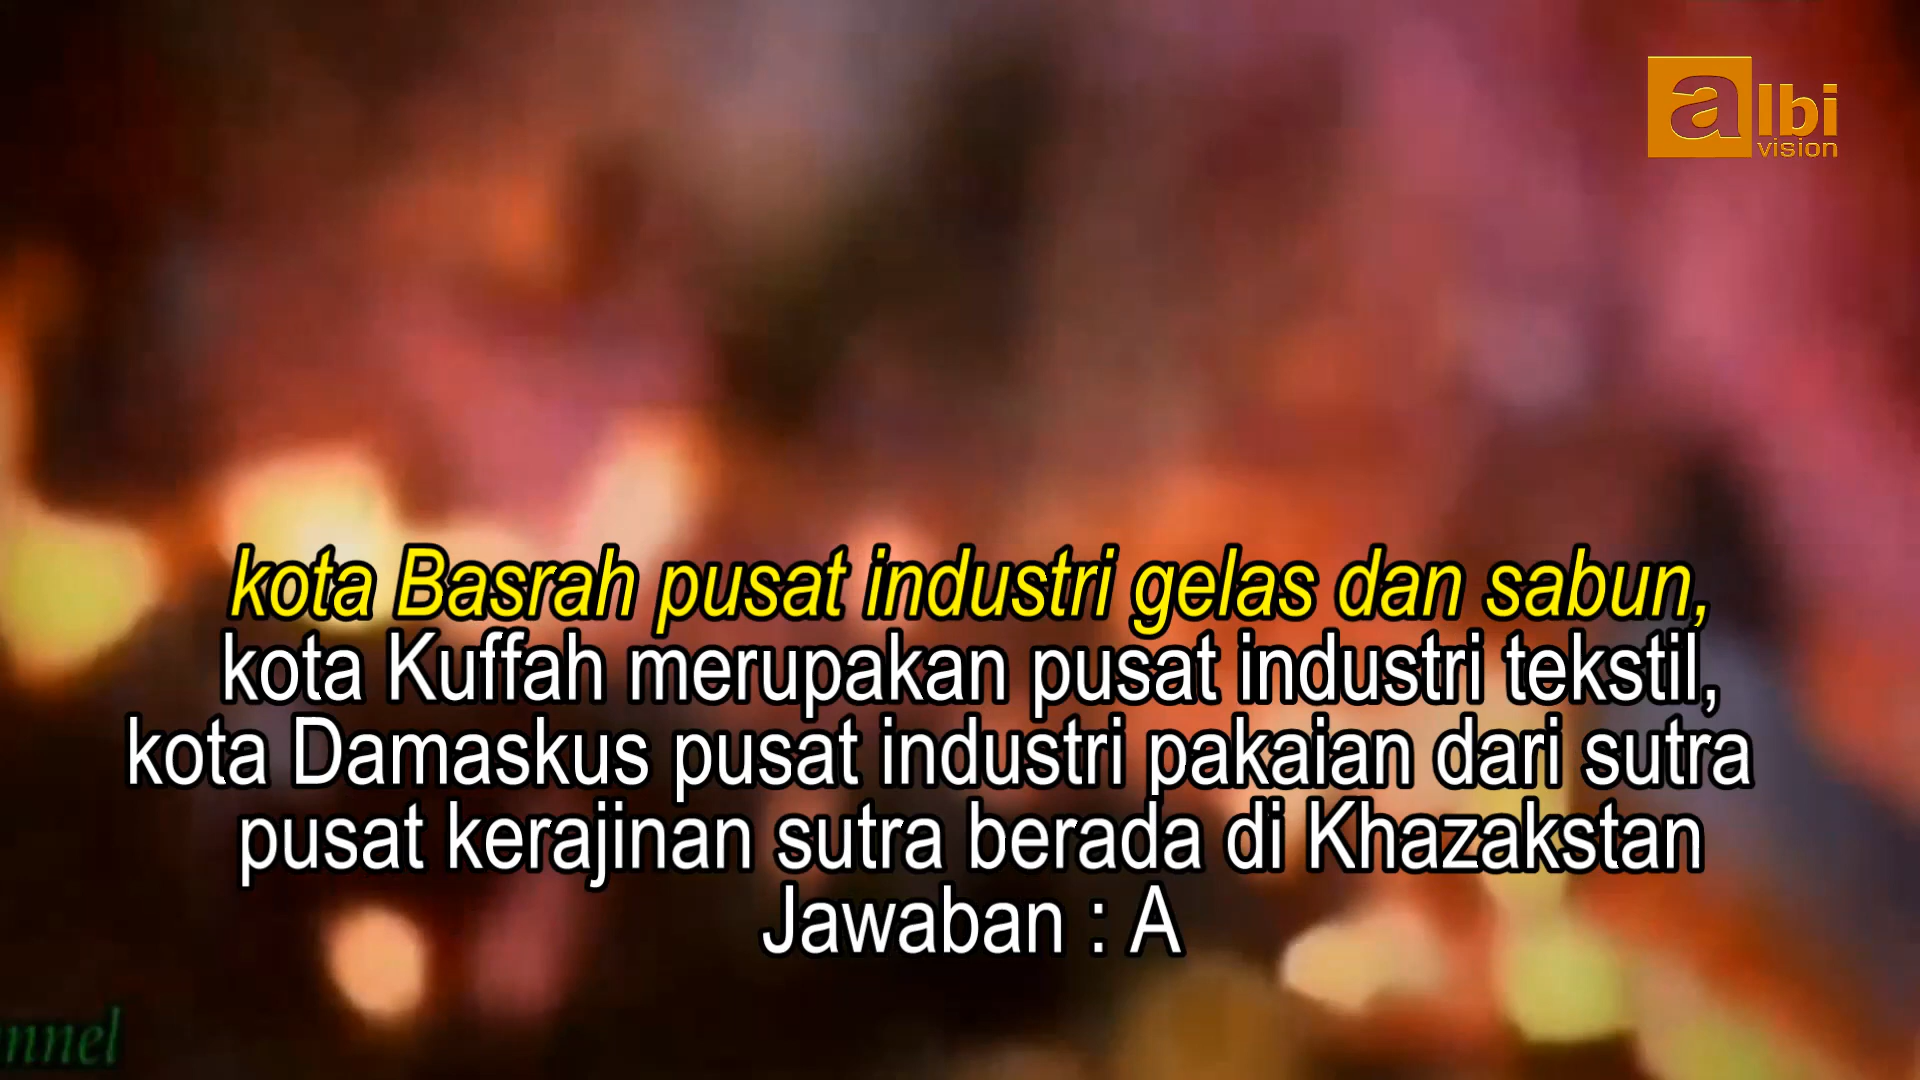 albi
vision
kota Basrah pusat industri gelas dan sabun,
kota Kuffah merupakan pusat industri tekstil,
kota Damaskus pusat industri pakaian dari sutra
pusat kerajinan sutra berada di Khazakstan
Jawaban : A